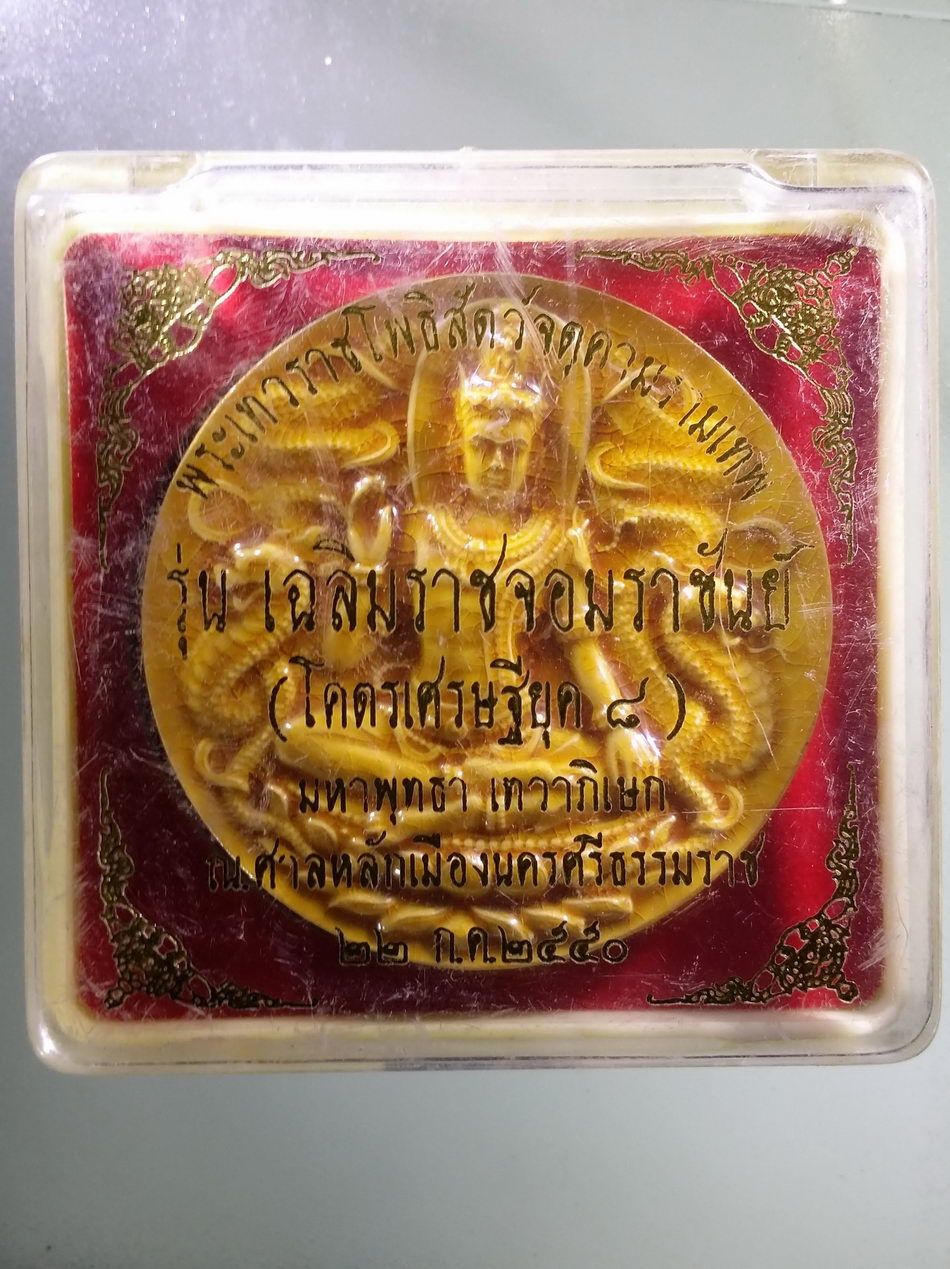 พระเทวราชโพธิสัตว์จตุคามรามเทพ
รุ่น เฉลิมราชจอมราชันย์
(โคตรเศรษฐียุค ๘)
มหาพุทธา เทวาภิเษก
ณ.ศาลหลักเมืองนครศรีธรรมราช
๒๒ ก.ค.๒๕๕๐